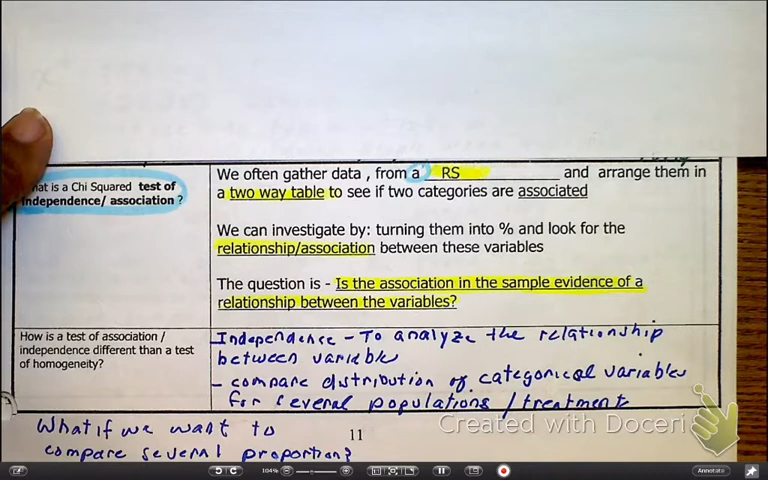 We often gather data , from a RS and arrange them in
hat is a Chi Squared test of
a two way table to see if two categories are associated
independence/ association ?
We can investigate by: turning them into % and look for the
relationship/association between these variables
The question is - Is the association in the sample evidence of a
relationship between the variables?
How is a test of association /
independence different than a test
of homogeneity?
-Independence - To analyze the relationship
between variable
- compare distribution of categorical variables
for several populations / treatment
Created with Doceri
What if we want to
compare several proportion?
11
104%
Annotate